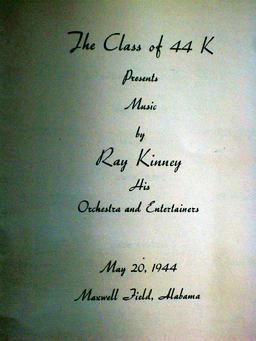 The Class of 44 K
Presents
Music
by
Ray Kinney
His
Orchestra and Entertainers
May 20, 1944
Maxwell Field, Alabama